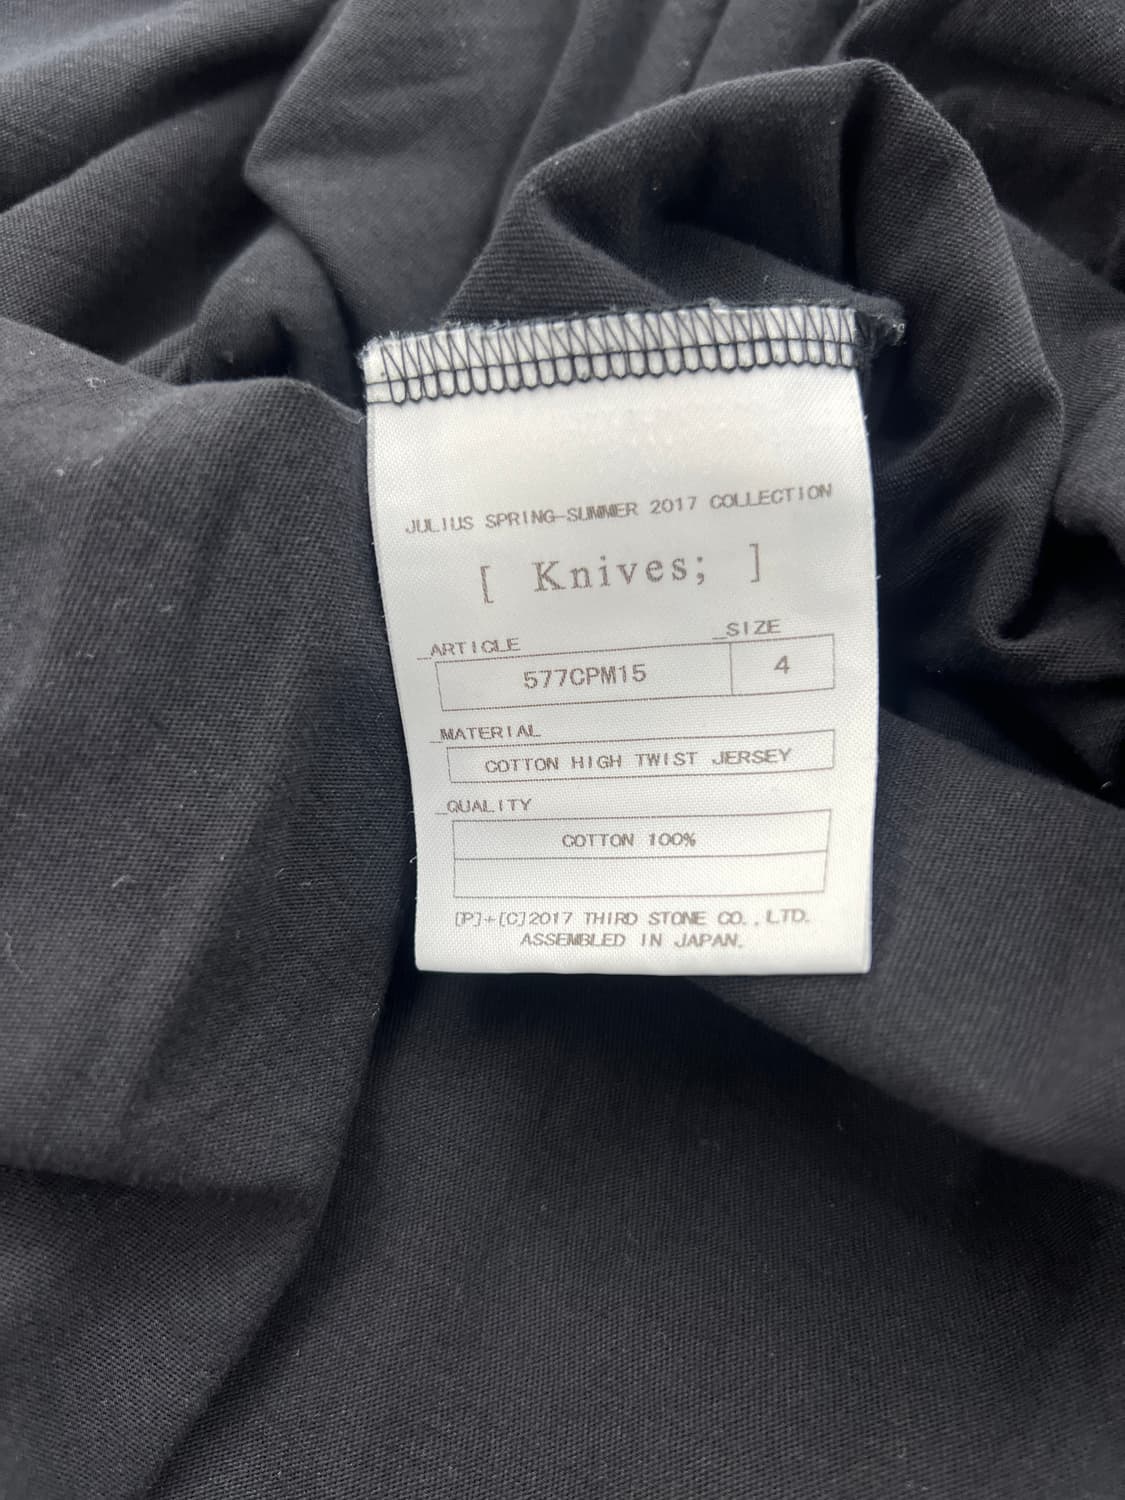 JULIUS SPRING-SUMMER 2017 COLLECTION
[ Knives; ]
_ARTICLE
_SIZE
577CPM15
4
_MATERIAL
COTTON HIGH TWIST JERSEY
_QUALITY
COTTON 100%
[P]+[C]2017 THIRD STONE CO.,LTD.
ASSEMBLED IN JAPAN.